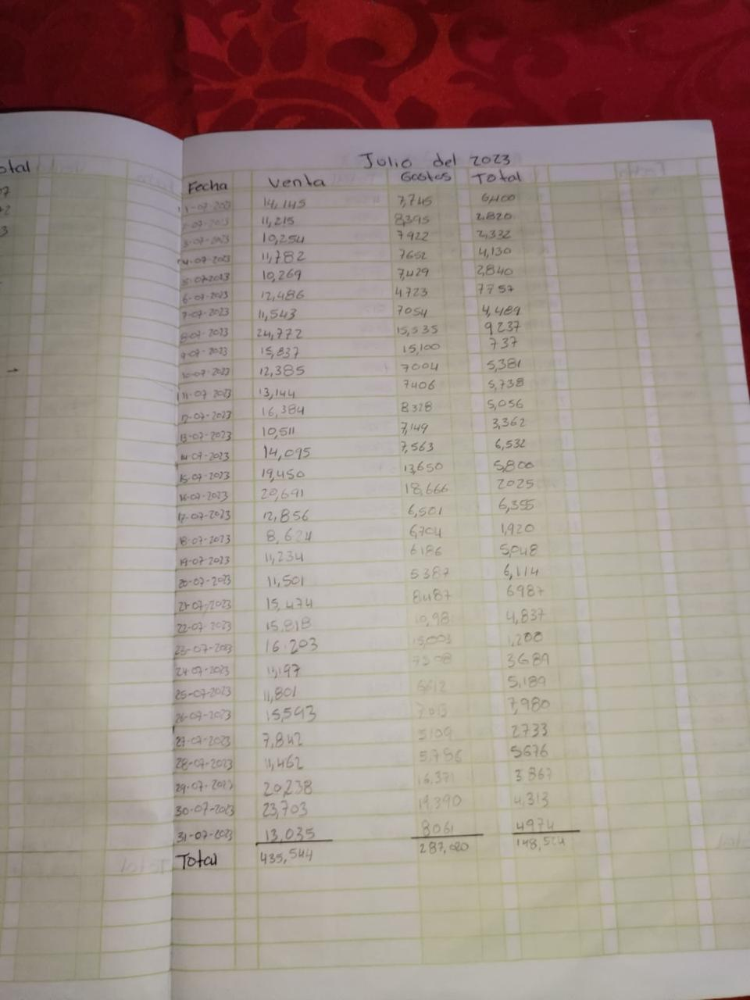 otal
7
2
3
Julio del 2023
Fecha Venta Gastos Total
1-07-2023 14,145 7,745 6,400
2-07-2023 11,215 8,395 2,820
3-07-2023 10,254 7922 2,332
4-07-2023 11,782 7652 4,130
5-07-2023 10,269 7,429 2,840
6-07-2023 12,486 4723 7757
7-07-2023 11,543 7054 4,489
8-07-2023 24,772 15,535 9237
9-07-2023 15,837 15,100 737
10-07-2023 12,385 7004 5,381
11-07-2023 13,144 7406 5,738
12-07-2023 16,384 8328 5,056
13-07-2023 10,511 7,149 3,362
14-07-2023 14,095 7,563 6,532
15-07-2023 19,450 13,650 5,800
16-07-2023 20,691 18,666 2025
17-07-2023 12,856 6,501 6,355
18-07-2023 8,624 6,704 1,920
19-07-2023 11,234 6186 5,048
20-07-2023 11,501 5387 6,114
21-07-2023 15,474 8487 6987
22-07-2023 15,818 10,981 4,837
23-07-2023 16,203 15,003 1,200
24-07-2023 11,197 7508 3689
25-07-2023 11,801 6612 5,189
26-07-2023 15,593 7,613 7,980
27-07-2023 7,842 5109 2733
28-07-2023 11,462 5,786 5676
29-07-2023 20,238 16,371 3867
30-07-2023 23,703 19,390 4,313
31-07-2023 13,035 8061 4974
Total 435,544 287,020 148,524